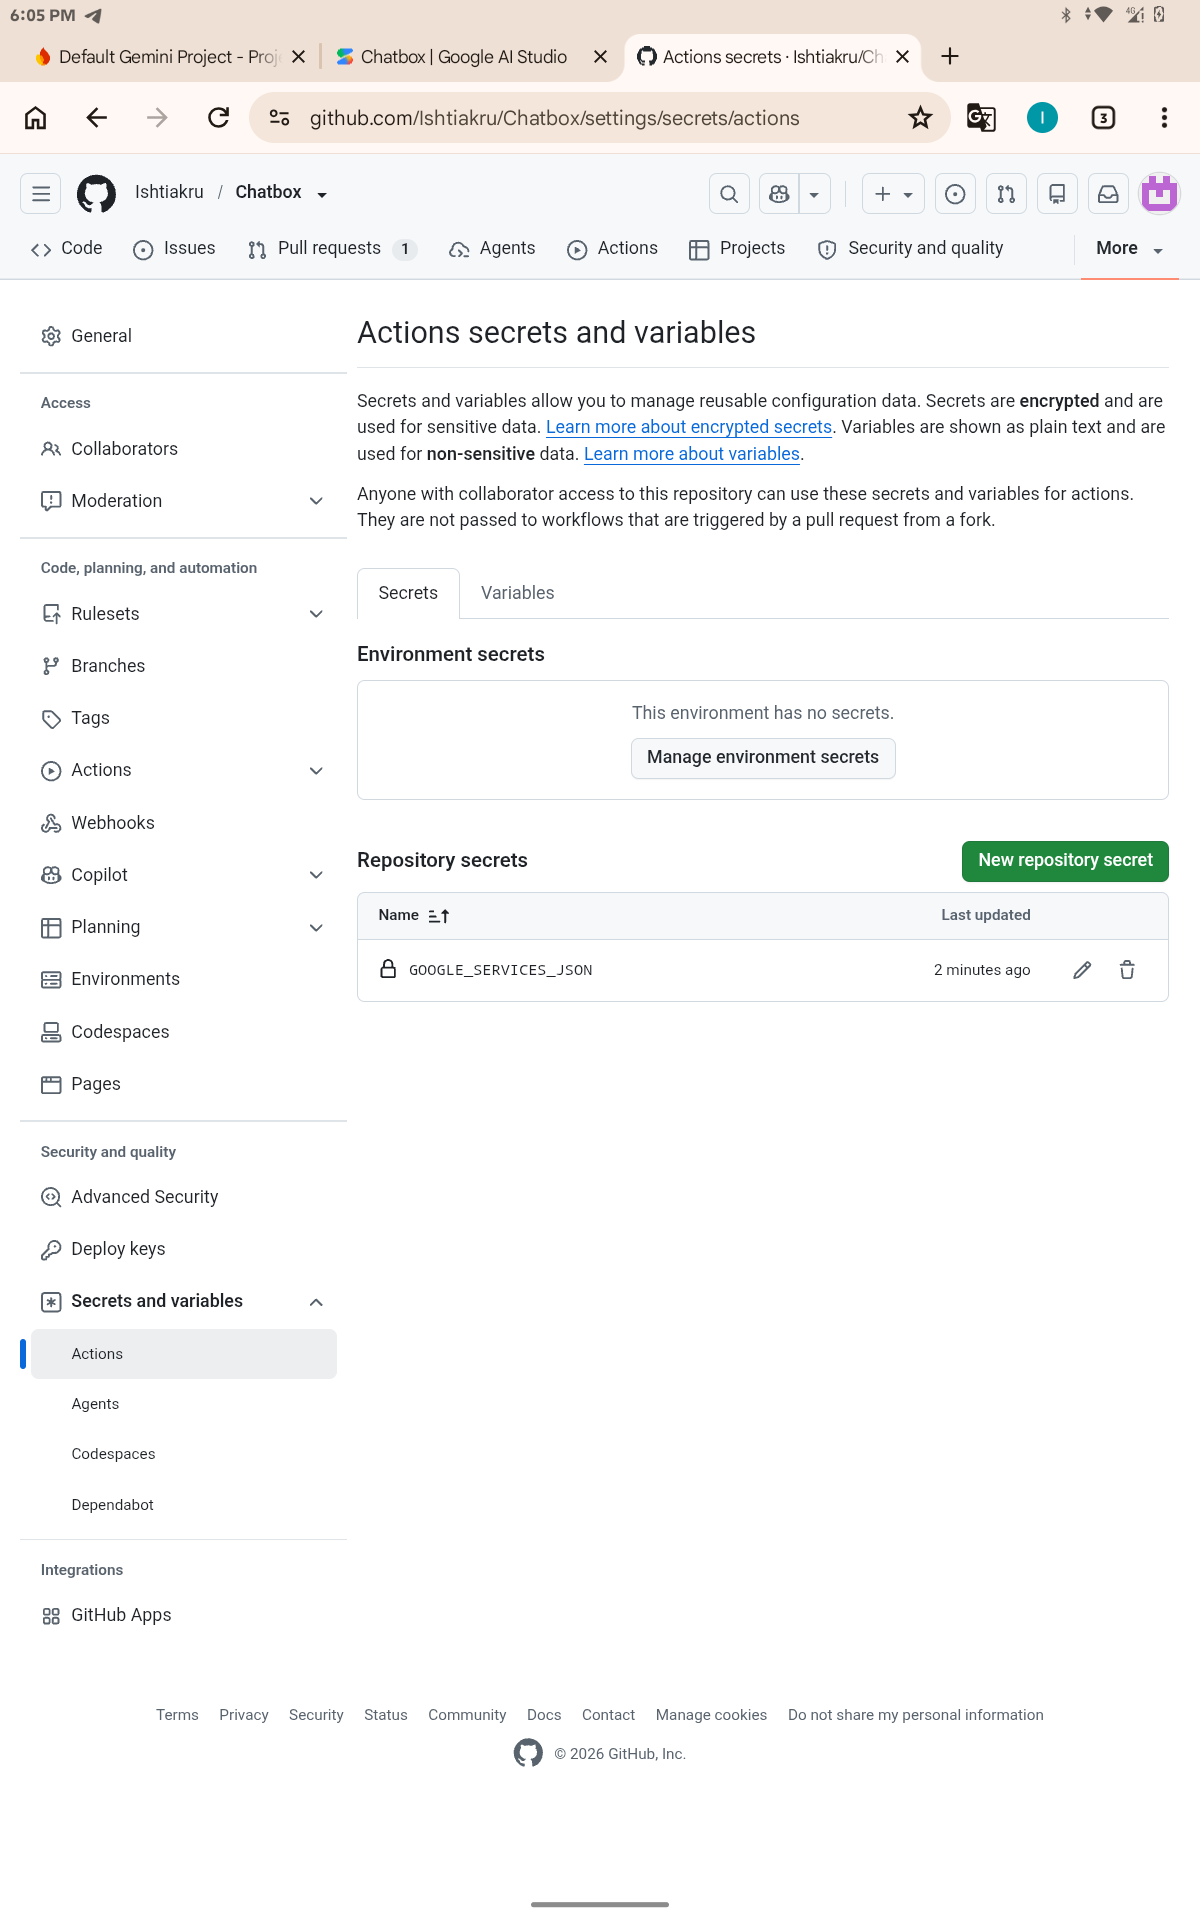 6:05 PM
Default Gemini Project - Proj
Chatbox | Google AI Studio
Actions secrets · Ishtiakru/Ch
github.com/Ishtiakru/Chatbox/settings/secrets/actions
I
3
Ishtiakru / Chatbox
Code
Issues
Pull requests 1
Agents
Actions
Projects
Security and quality
More
General
Access
Collaborators
Moderation
Code, planning, and automation
Rulesets
Branches
Tags
Actions
Webhooks
Copilot
Planning
Environments
Codespaces
Pages
Security and quality
Advanced Security
Deploy keys
Secrets and variables
Actions
Agents
Codespaces
Dependabot
Integrations
GitHub Apps
Actions secrets and variables
Secrets and variables allow you to manage reusable configuration data. Secrets are encrypted and are
used for sensitive data. Learn more about encrypted secrets. Variables are shown as plain text and are
used for non-sensitive data. Learn more about variables.
Anyone with collaborator access to this repository can use these secrets and variables for actions.
They are not passed to workflows that are triggered by a pull request from a fork.
Secrets
Variables
Environment secrets
This environment has no secrets.
Manage environment secrets
Repository secrets
New repository secret
Name
Last updated
GOOGLE_SERVICES_JSON
2 minutes ago
Terms Privacy Security Status Community Docs Contact Manage cookies Do not share my personal information
© 2026 GitHub, Inc.